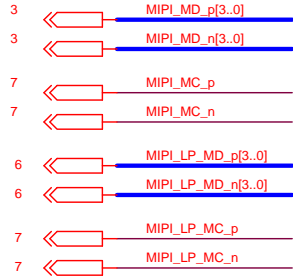 3 MIPI_MD_p[3..0]
3 MIPI_MD_n[3..0]
7 MIPI_MC_p
7 MIPI_MC_n
6 MIPI_LP_MD_p[3..0]
6 MIPI_LP_MD_n[3..0]
7 MIPI_LP_MC_p
7 MIPI_LP_MC_n